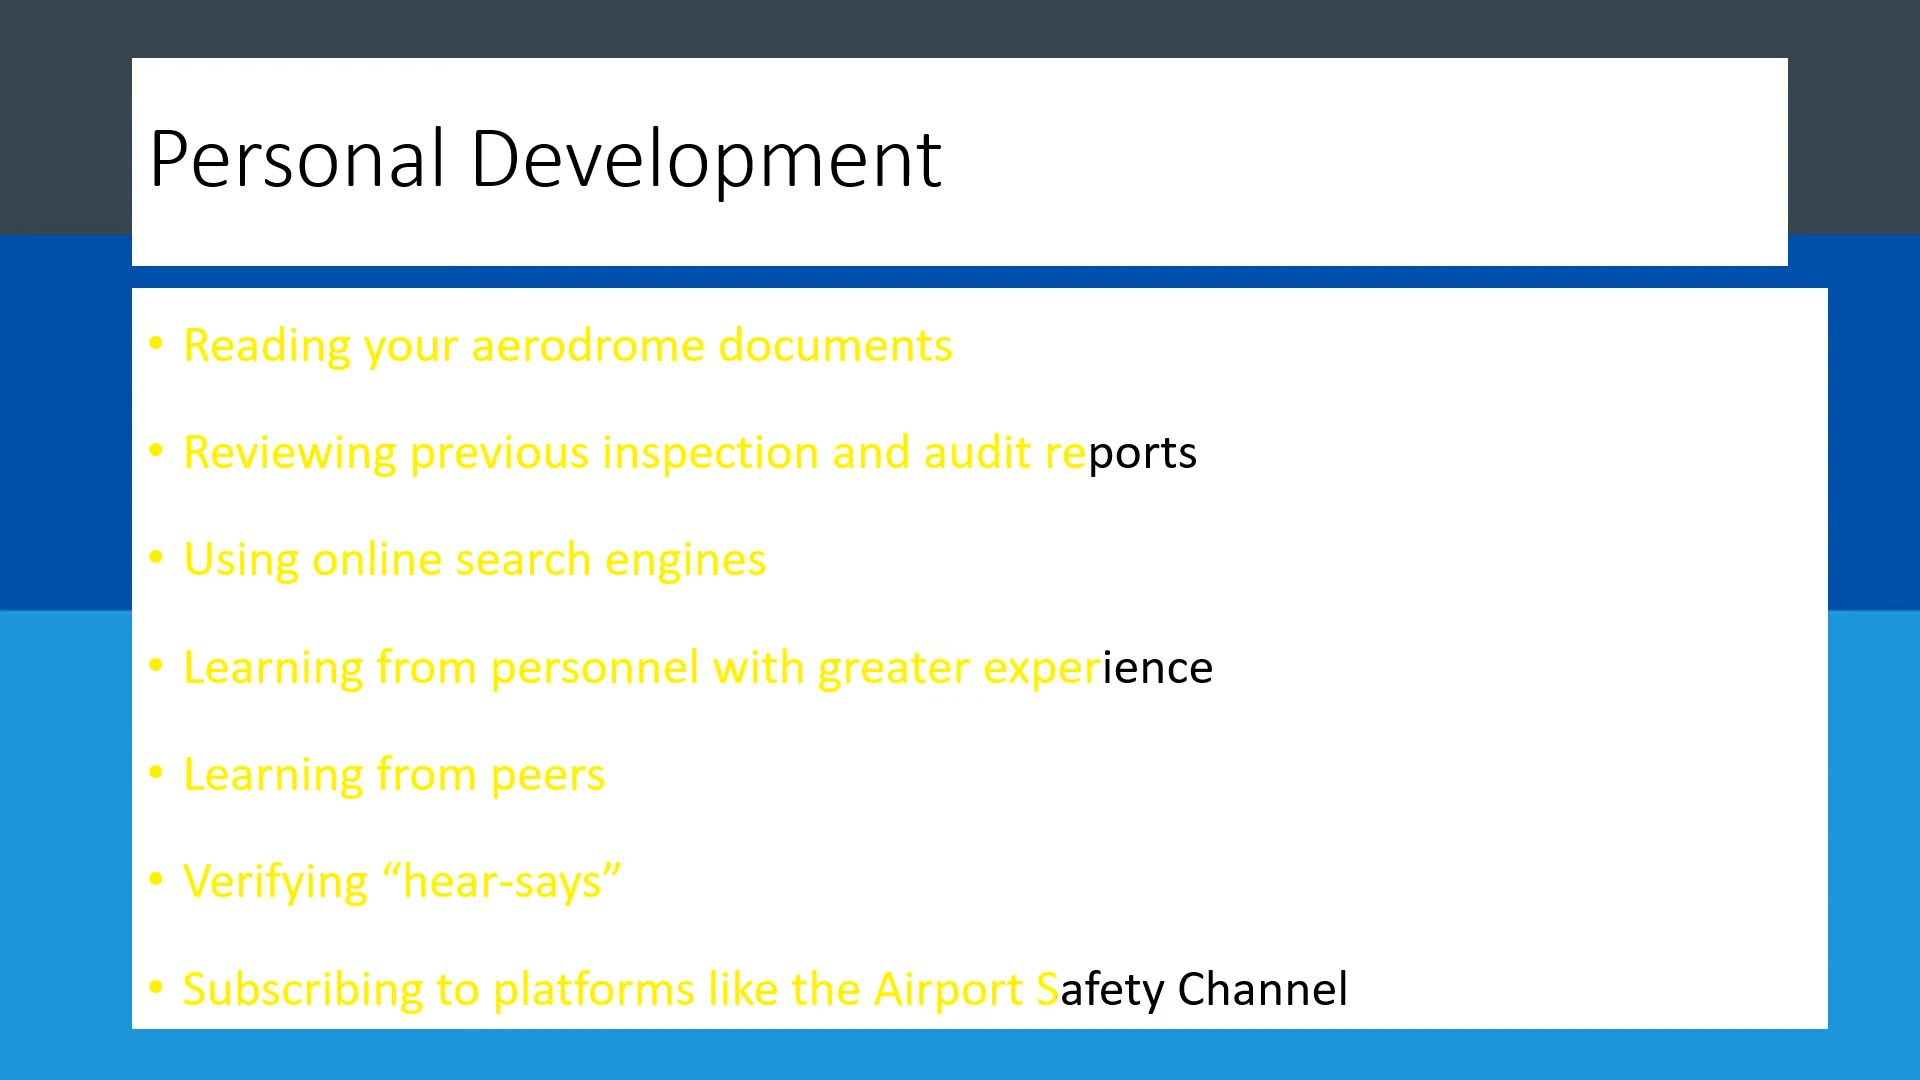 Personal Development
• Reading your aerodrome documents
• Reviewing previous inspection and audit reports
• Using online search engines
• Learning from personnel with greater experience
• Learning from peers
• Verifying “hear-says”
• Subscribing to platforms like the Airport Safety Channel